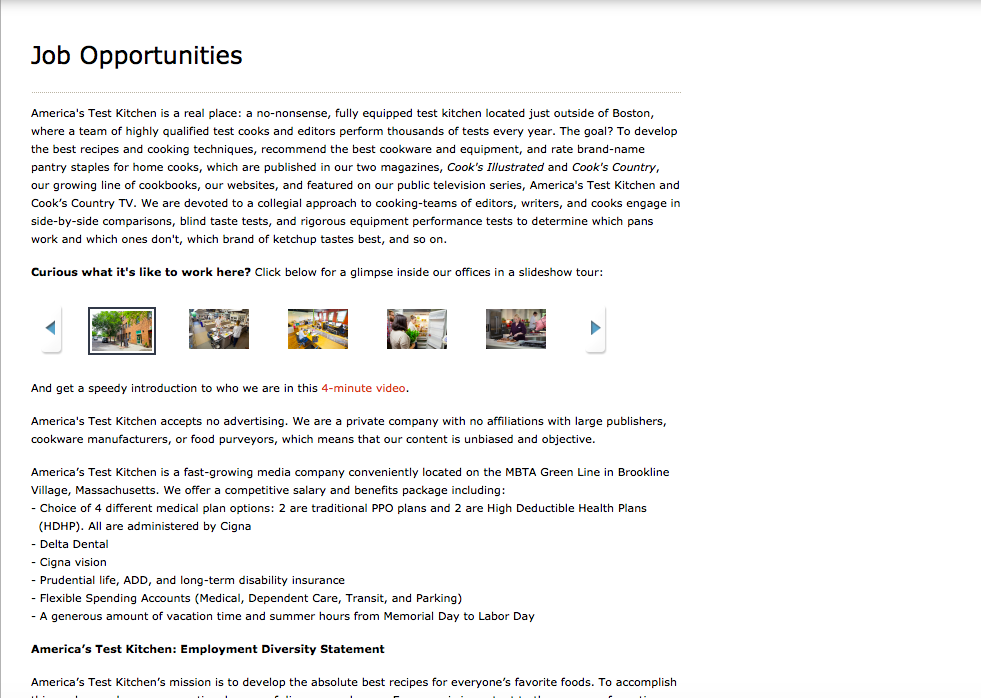 Job Opportunities
America's Test Kitchen is a real place: a no-nonsense, fully equipped test kitchen located just outside of Boston,
where a team of highly qualified test cooks and editors perform thousands of tests every year. The goal? To develop
the best recipes and cooking techniques, recommend the best cookware and equipment, and rate brand-name
pantry staples for home cooks, which are published in our two magazines, Cook's Illustrated and Cook's Country,
our growing line of cookbooks, our websites, and featured on our public television series, America's Test Kitchen and
Cook's Country TV. We are devoted to a collegial approach to cooking-teams of editors, writers, and cooks engage in
side-by-side comparisons, blind taste tests, and rigorous equipment performance tests to determine which pans
work and which ones don't, which brand of ketchup tastes best, and so on.
Curious what it's like to work here? Click below for a glimpse inside our offices in a slideshow tour:
And get a speedy introduction to who we are in this 4-minute video.
America's Test Kitchen accepts no advertising. We are a private company with no affiliations with large publishers,
cookware manufacturers, or food purveyors, which means that our content is unbiased and objective.
America’s Test Kitchen is a fast-growing media company conveniently located on the MBTA Green Line in Brookline
Village, Massachusetts. We offer a competitive salary and benefits package including:
- Choice of 4 different medical plan options: 2 are traditional PPO plans and 2 are High Deductible Health Plans
(HDHP). All are administered by Cigna
- Delta Dental
- Cigna vision
- Prudential life, ADD, and long-term disability insurance
- Flexible Spending Accounts (Medical, Dependent Care, Transit, and Parking)
- A generous amount of vacation time and summer hours from Memorial Day to Labor Day
America’s Test Kitchen: Employment Diversity Statement
America’s Test Kitchen’s mission is to develop the absolute best recipes for everyone’s favorite foods. To accomplish